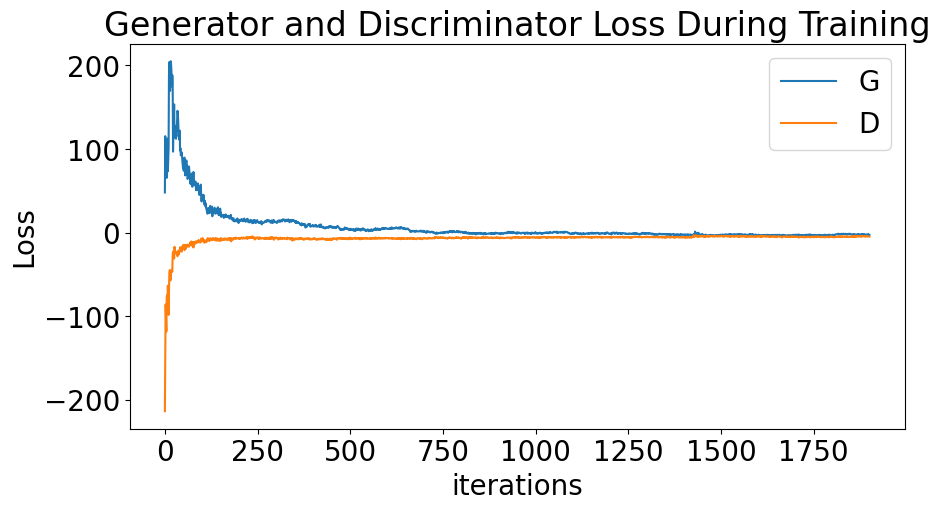 Generator and Discriminator Loss During Training
G
D
Loss
200
100
0
−100
−200
0 250 500 750 1000 1250 1500 1750
iterations